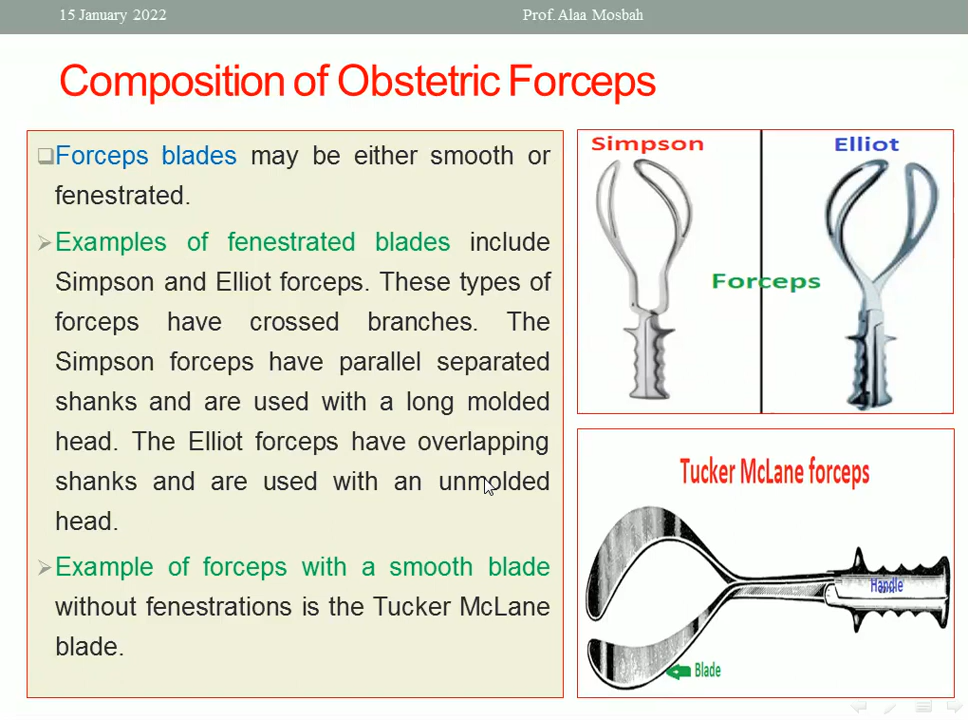 15 January 2022
Prof. Alaa Mosbah
Composition of Obstetric Forceps
Forceps blades may be either smooth or
fenestrated.
Examples of fenestrated blades include
Simpson and Elliot forceps. These types of
forceps have crossed branches. The
Simpson forceps have parallel separated
shanks and are used with a long molded
head. The Elliot forceps have overlapping
shanks and are used with an unmolded
head.
Example of forceps with a smooth blade
without fenestrations is the Tucker McLane
blade.
Simpson
Elliot
Forceps
Tucker McLane forceps
Handle
Blade